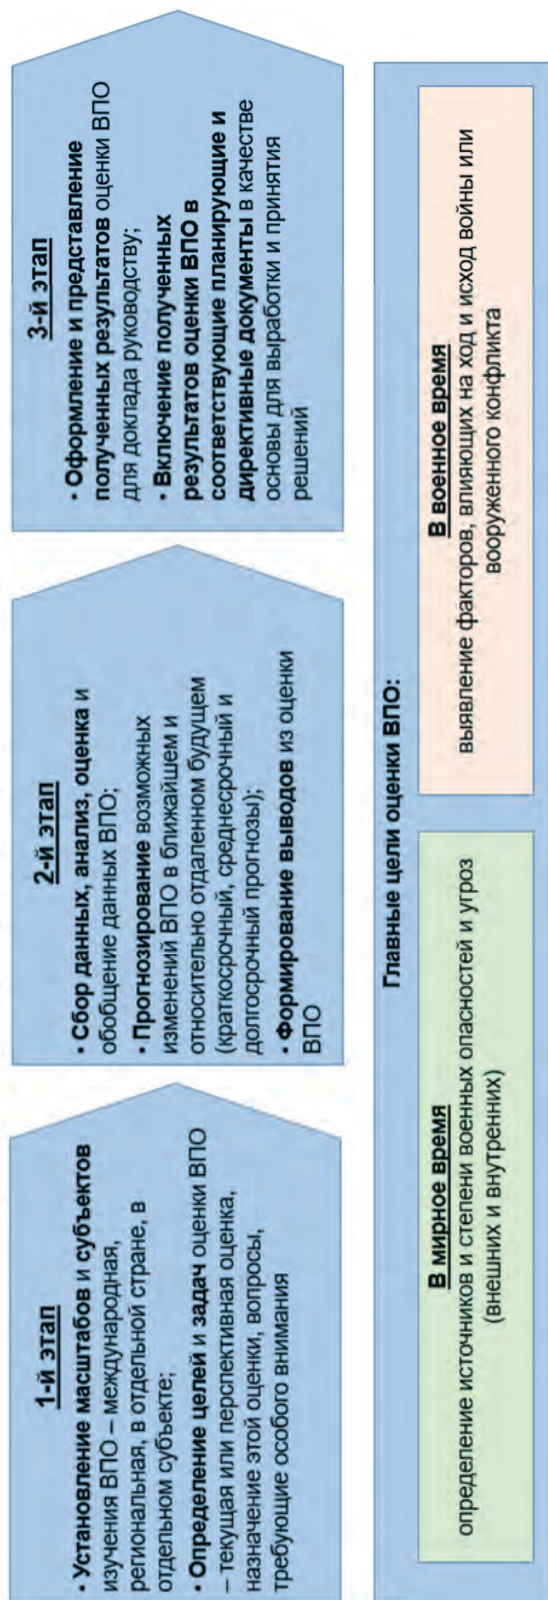 1-й этап
• Установление масштабов и субъектов
изучения ВПО – международная,
региональная, в отдельной стране, в
отдельном субъекте;
• Определение целей и задач оценки ВПО
– текущая или перспективная оценка,
назначение этой оценки, вопросы,
требующие особого внимания
2-й этап
• Сбор данных, анализ, оценка и
обобщение данных ВПО;
• Прогнозирование возможных
изменений ВПО в ближайшем и
относительно отдаленном будущем
(краткосрочный, среднесрочный и
долгосрочный прогнозы);
• Формирование выводов из оценки
ВПО
3-й этап
• Оформление и представление
полученных результатов оценки ВПО
для доклада руководству;
• Включение полученных
результатов оценки ВПО в
соответствующие планирующие и
директивные документы в качестве
основы для выработки и принятия
решений
Главные цели оценки ВПО:
В мирное время
определение источников и степени военных опасностей и угроз
(внешних и внутренних)
В военное время
выявление факторов, влияющих на ход и исход войны или
вооруженного конфликта